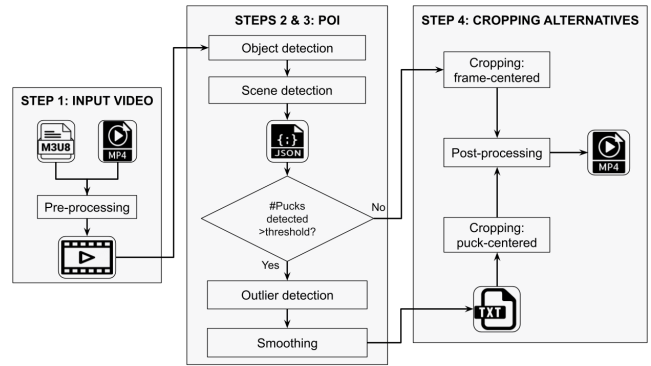 STEP 1: INPUT VIDEO
M3U8
MP4
Pre-processing
STEPS 2 & 3: POI
Object detection
Scene detection
{:}
JSON
#Pucks
detected
>threshold?
No
Yes
Outlier detection
Smoothing
STEP 4: CROPPING ALTERNATIVES
Cropping:
frame-centered
Post-processing
MP4
Cropping:
puck-centered
TXT